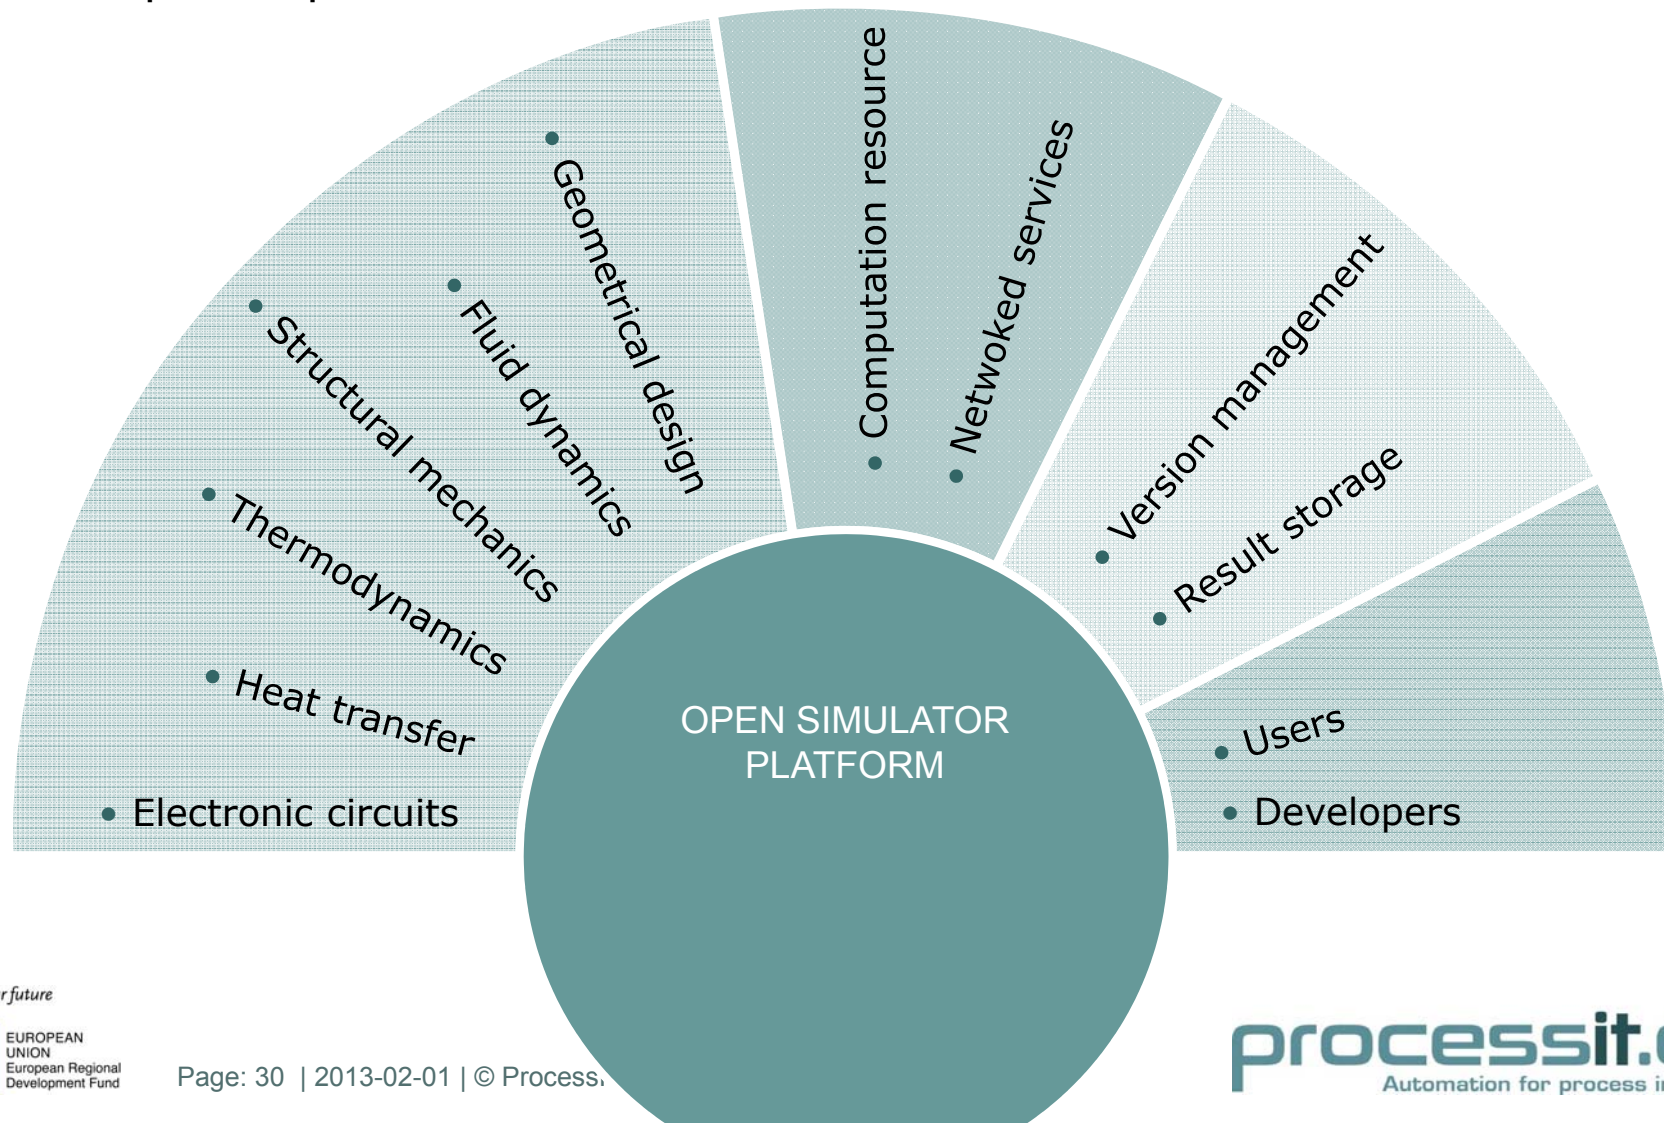 • Geometrical design
• Fluid dynamics
• Structural mechanics
• Thermodynamics
• Heat transfer
• Electronic circuits
• Computation resource
• Netwoked services
• Version management
• Result storage
• Users
• Developers
OPEN SIMULATOR
PLATFORM
future
EUROPEAN
UNION
European Regional
Development Fund
Page: 30 | 2013-02-01 | © Process
processit.
Automation for process